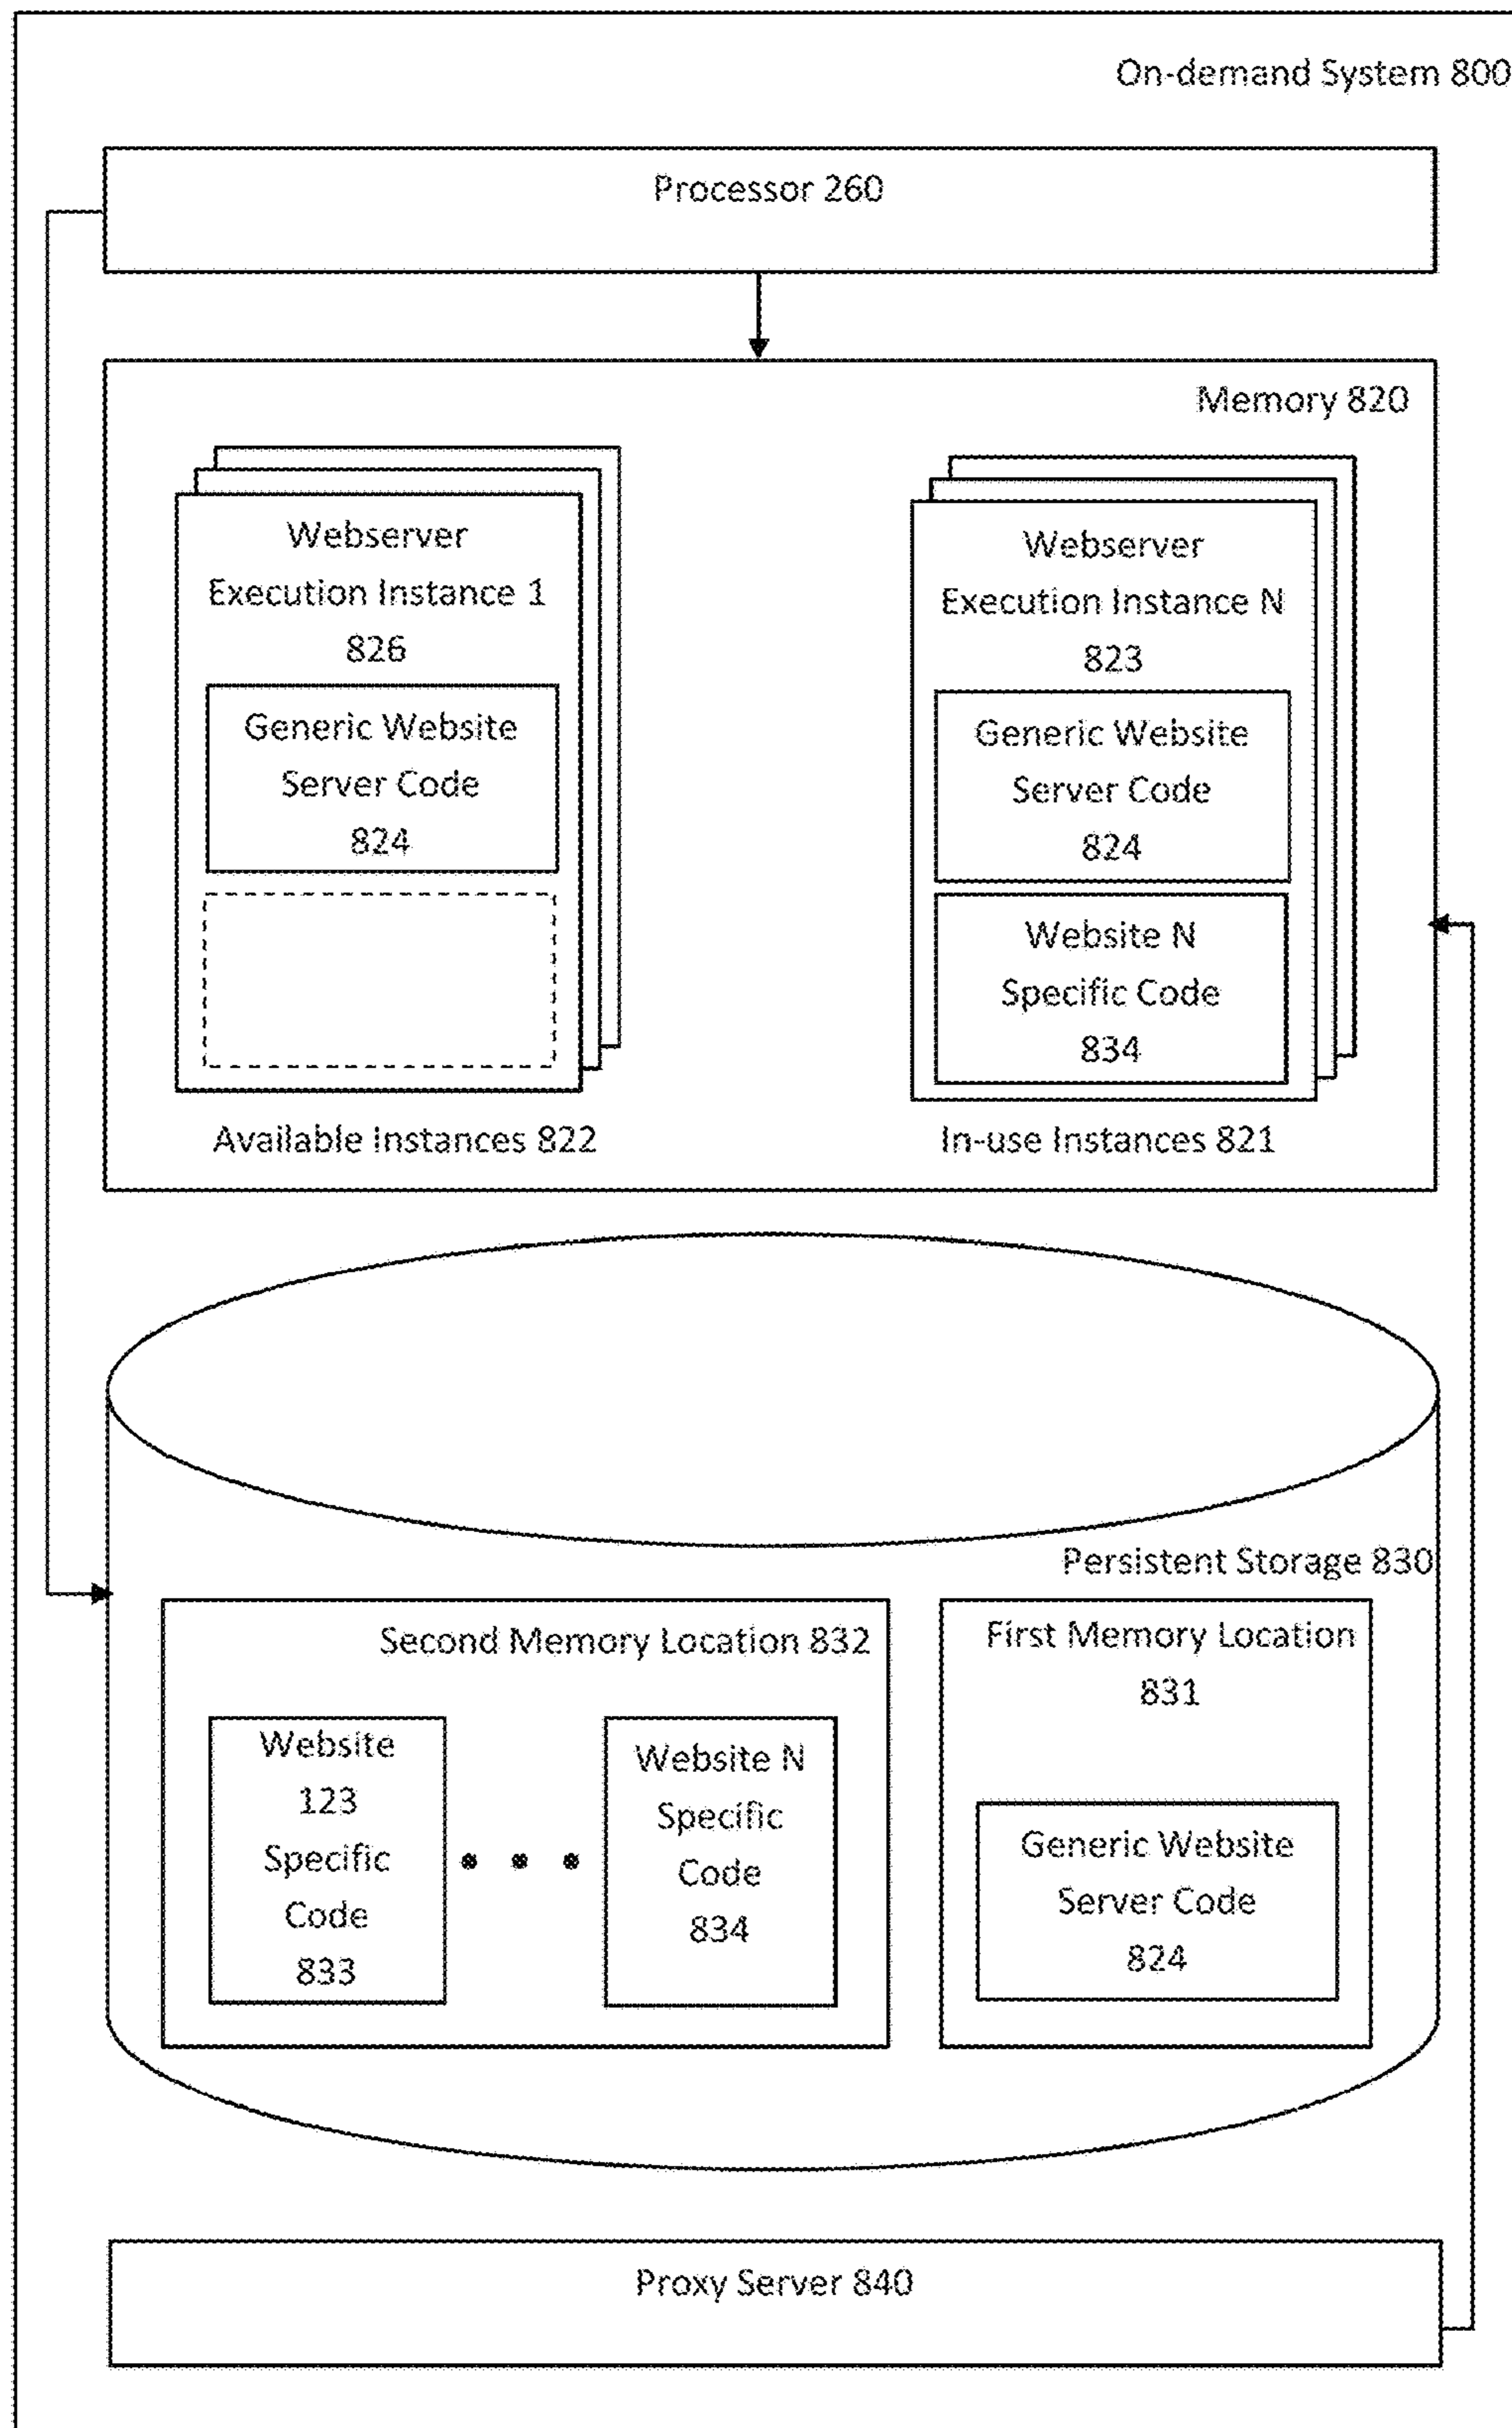 On-demand System 800
Processor 260
Memory 820
Webserver
Execution Instance 1
826
Generic Website
Server Code
824
Available Instances 822
Webserver
Execution Instance N
823
Generic Website
Server Code
824
Website N
Specific Code
834
In-use Instances 821
Persistent Storage 830
Second Memory Location 832
Website
123
Specific
Code
833
Website N
Specific
Code
834
First Memory Location
831
Generic Website
Server Code
824
Proxy Server 840